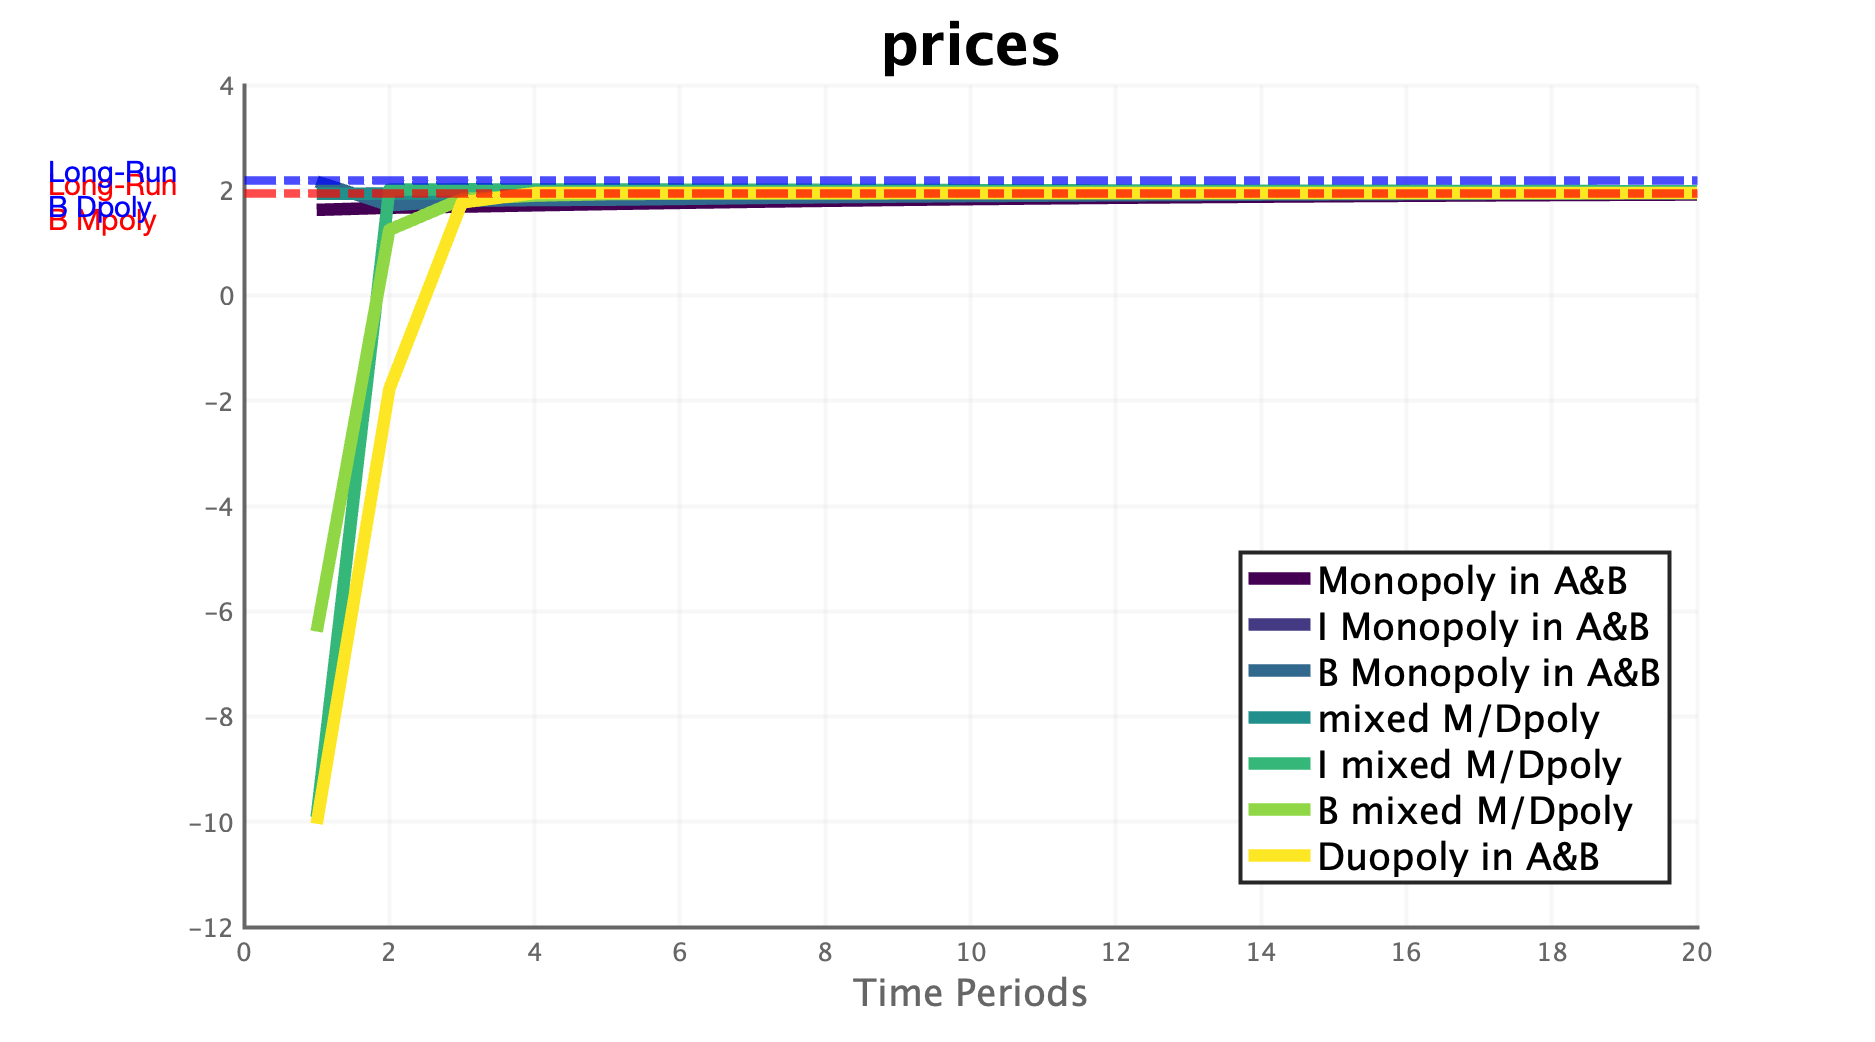 prices
4
2
0
−2
−4
−6
−8
−10
−12
Long-Run
B Dpoly
Long-Run
B Mpoly
0 2 4 6 8 10 12 14 16 18 20
Time Periods
Monopoly in A&B
I Monopoly in A&B
B Monopoly in A&B
mixed M/Dpoly
I mixed M/Dpoly
B mixed M/Dpoly
Duopoly in A&B